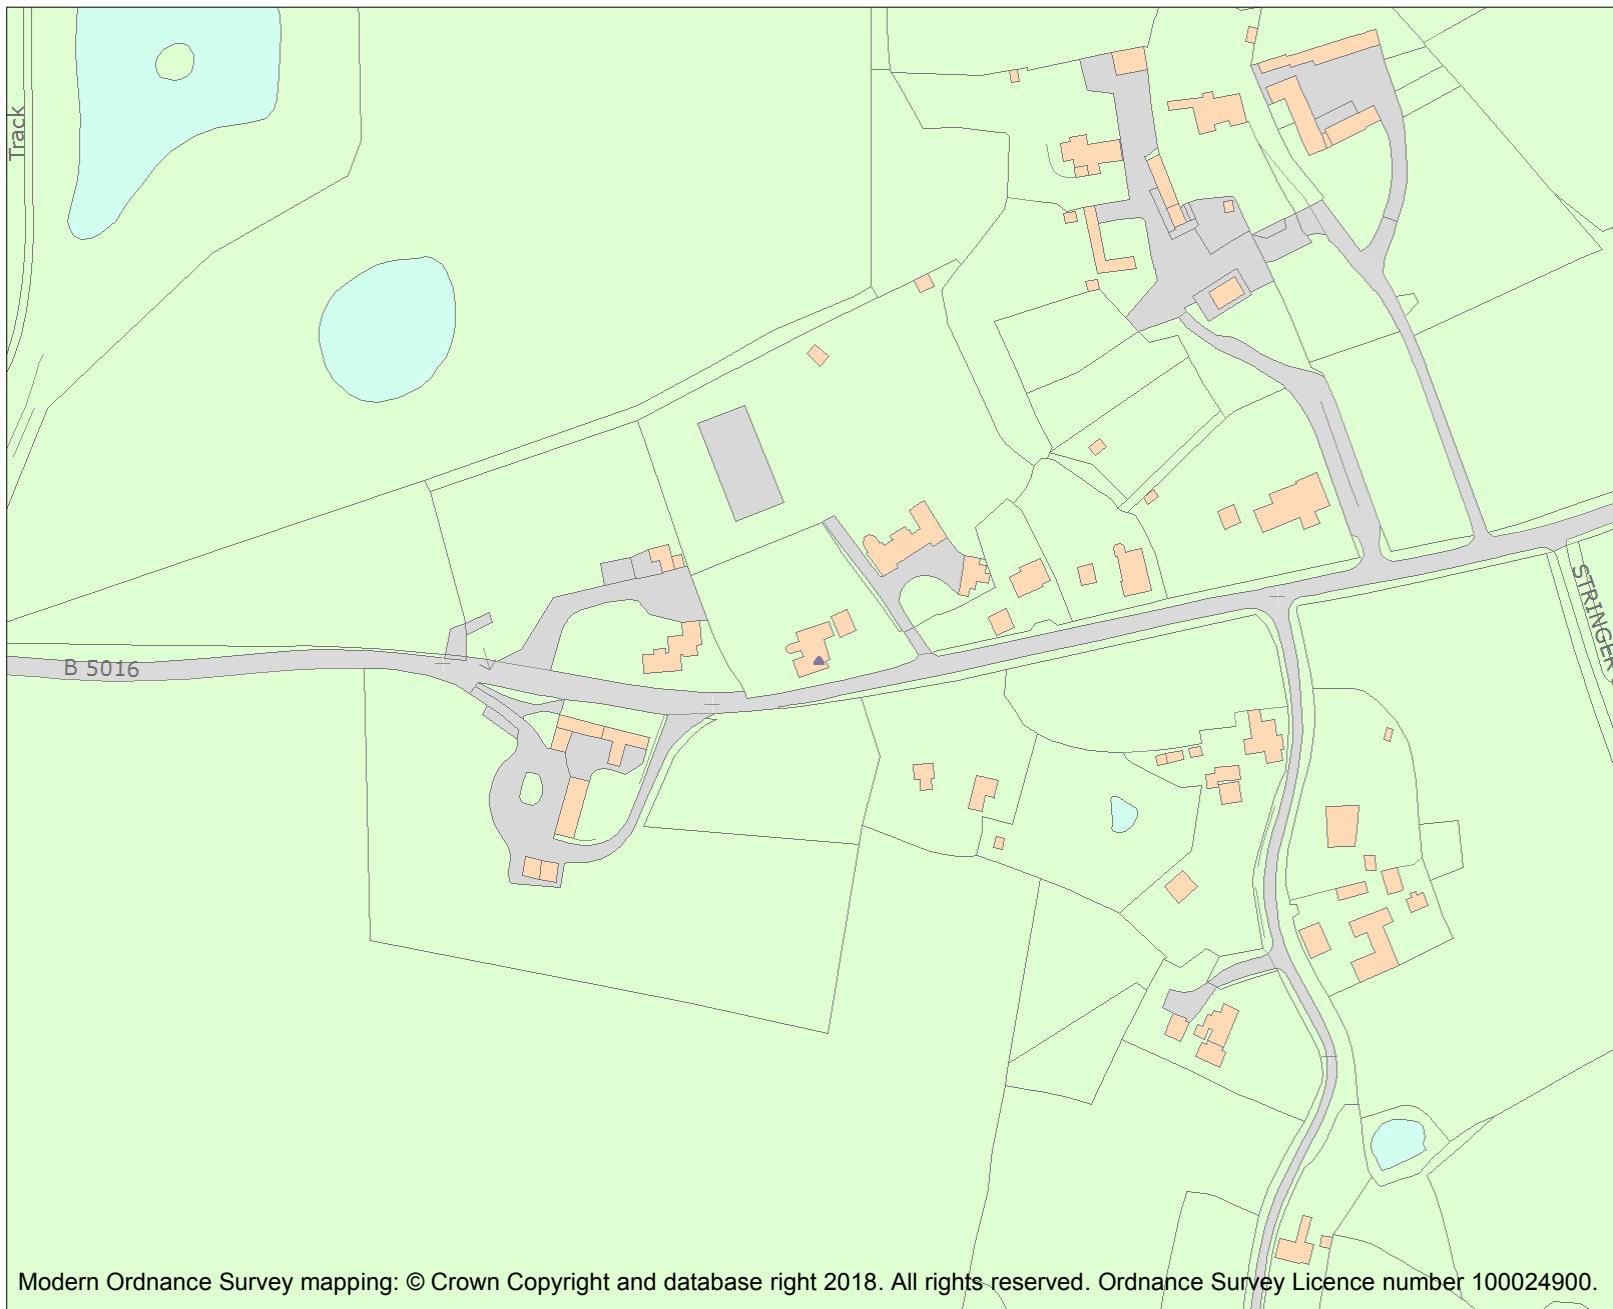 Track
B 5016
STRINGER
Modern Ordnance Survey mapping: © Crown Copyright and database right 2018. All rights reserved. Ordnance Survey Licence number 100024900.